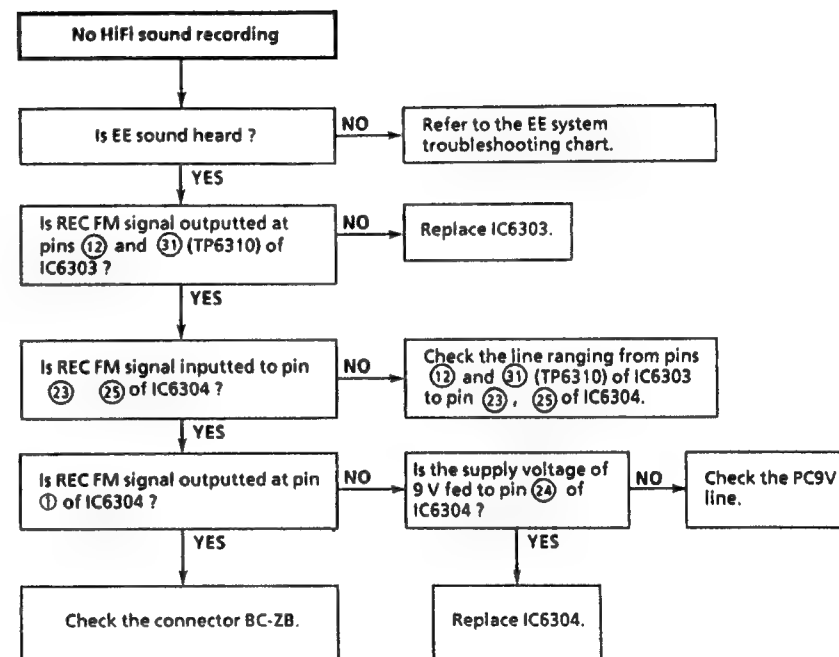 No HiFi sound recording
Is EE sound heard ?
NO
Refer to the EE system
troubleshooting chart.
YES
Is REC FM signal outputted at
pins ⑫ and ㉛ (TP6310) of
IC6303 ?
NO
Replace IC6303.
YES
Is REC FM signal inputted to pin
㉓ ㉕ of IC6304 ?
NO
Check the line ranging from pins
⑫ and ㉛ (TP6310) of IC6303
to pin ㉓ , ㉕ of IC6304.
YES
Is REC FM signal outputted at pin
① of IC6304 ?
NO
Is the supply voltage of
9 V fed to pin ㉔ of
IC6304 ?
NO
Check the PC9V
line.
YES
YES
Check the connector BC-ZB.
Replace IC6304.